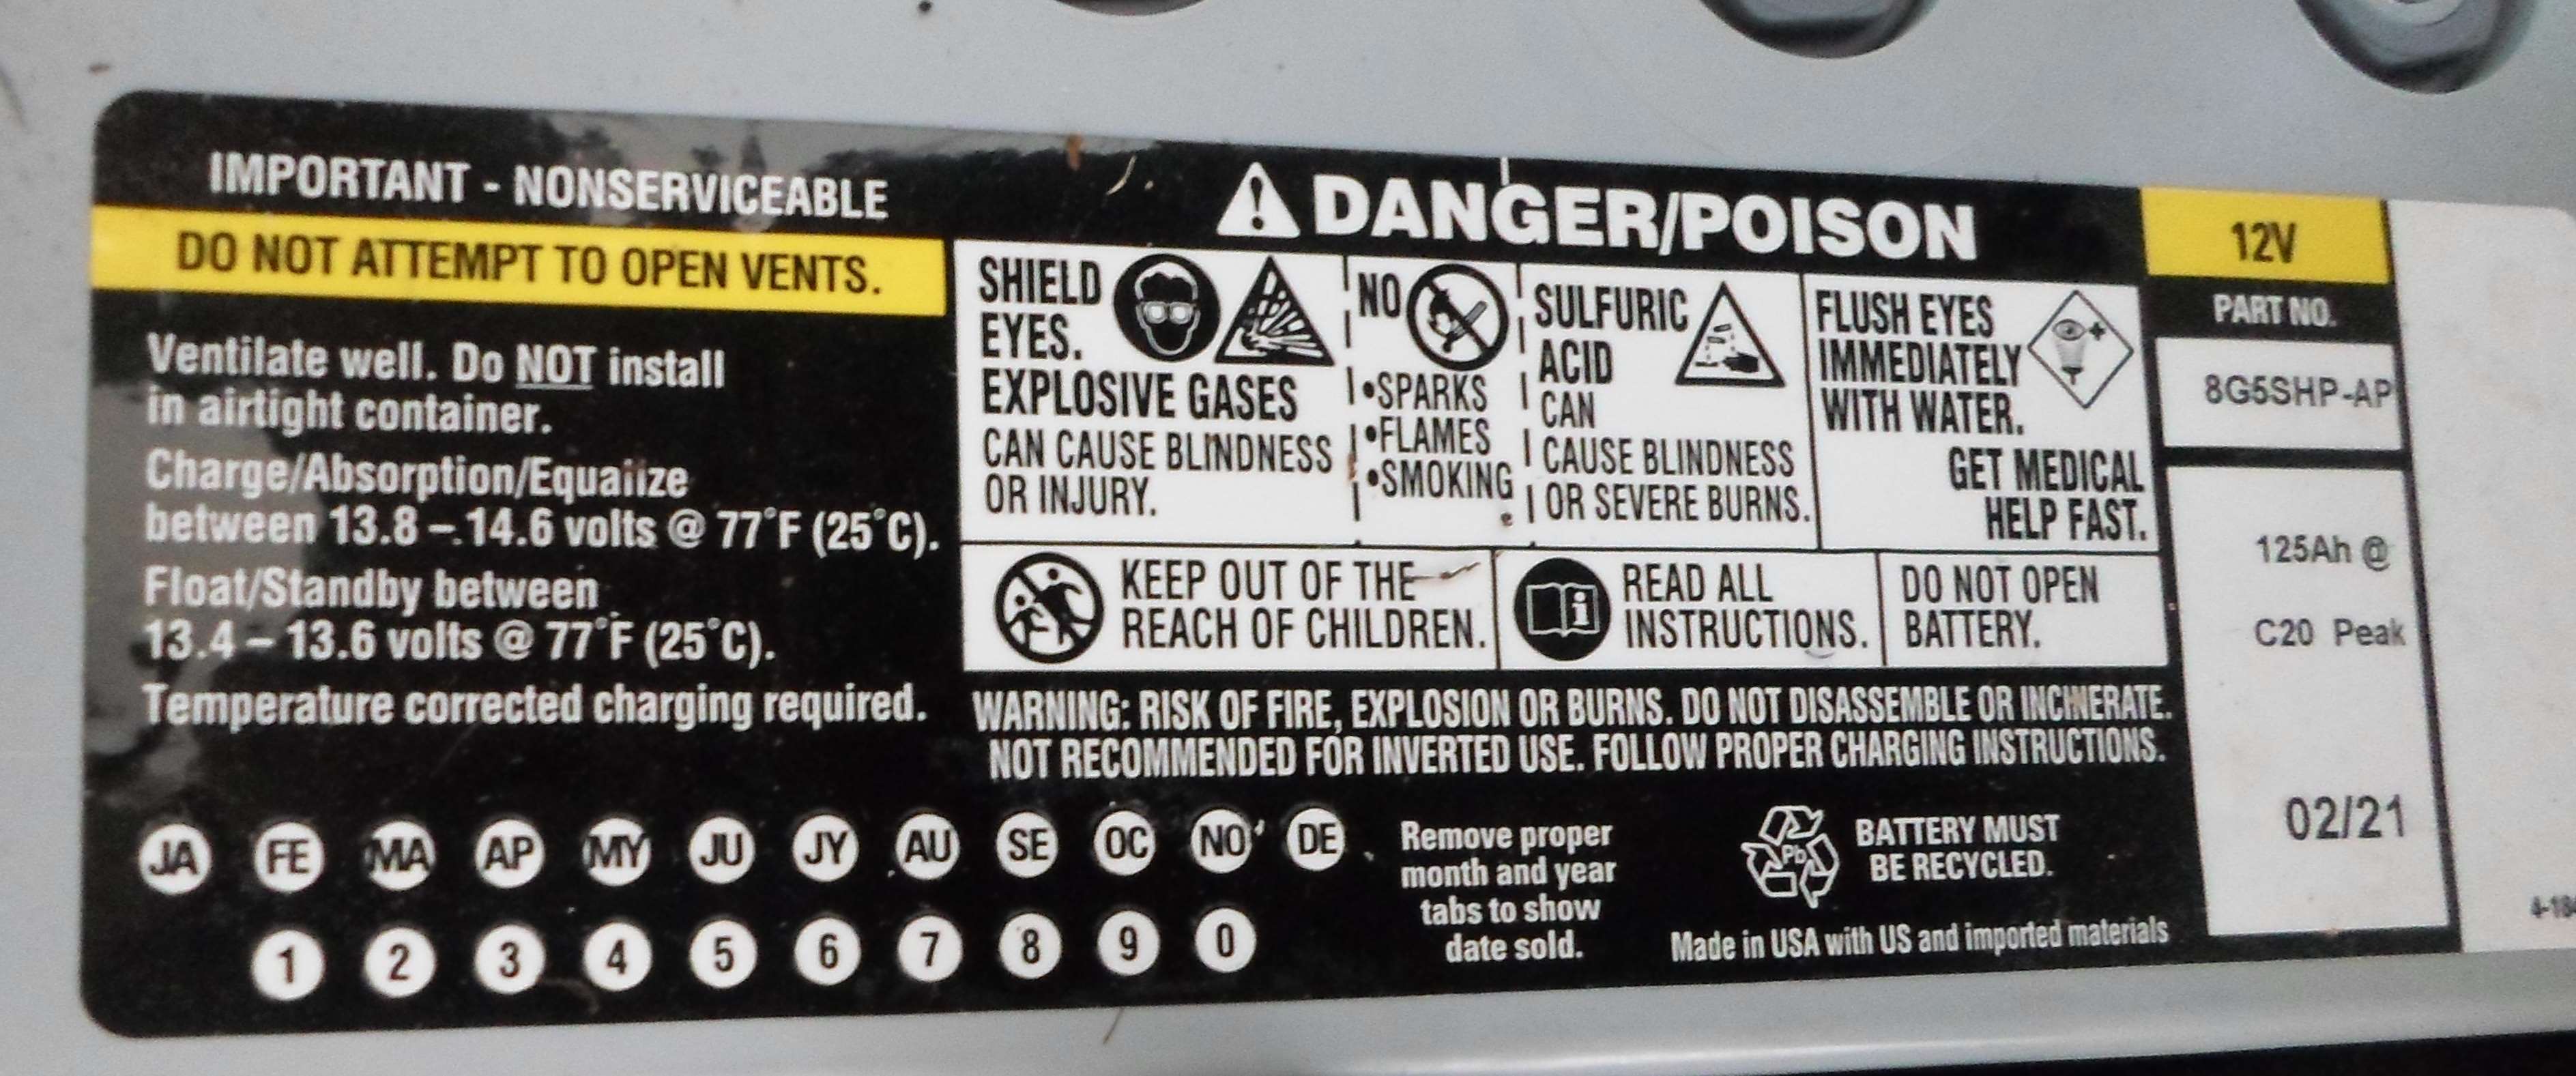 IMPORTANT - NONSERVICEABLE
DO NOT ATTEMPT TO OPEN VENTS.
Ventilate well. Do NOT install
in airtight container.
Charge/Absorption/Equalize
between 13.8 – 14.6 volts @ 77°F (25°C).
Float/Standby between
13.4 – 13.6 volts @ 77°F (25°C).
Temperature corrected charging required.
DANGER/POISON
SHIELD
EYES.
EXPLOSIVE GASES
CAN CAUSE BLINDNESS
OR INJURY.
NO
•SPARKS
•FLAMES
•SMOKING
SULFURIC
ACID
CAN
CAUSE BLINDNESS
OR SEVERE BURNS.
FLUSH EYES
IMMEDIATELY
WITH WATER.
GET MEDICAL
HELP FAST.
KEEP OUT OF THE
REACH OF CHILDREN.
READ ALL
INSTRUCTIONS.
DO NOT OPEN
BATTERY.
WARNING: RISK OF FIRE, EXPLOSION OR BURNS. DO NOT DISASSEMBLE OR INCINERATE.
NOT RECOMMENDED FOR INVERTED USE. FOLLOW PROPER CHARGING INSTRUCTIONS.
JA FE MA AP MY JU JY AU SE OC NO DE
1 2 3 4 5 6 7 8 9 0
Remove proper
month and year
tabs to show
date sold.
Pb
BATTERY MUST
BE RECYCLED.
Made in USA with US and imported materials
12V
PART NO.
8G5SHP-AP
125Ah @
C20 Peak
02/21